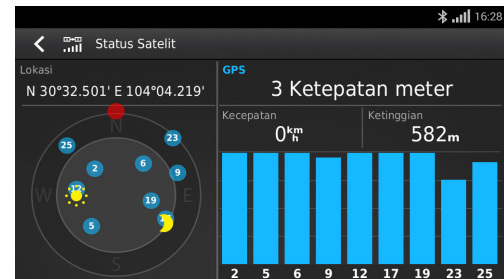 16:28
Status Satelit
Lokasi
N 30°32.501' E 104°04.219'
GPS
3 Ketepatan meter
Kecepatan
0km/h
Ketinggian
582m
N
23
25
2
6
9
W
12
19
E
17
5
S
2 5 6 9 12 17 19 23 25